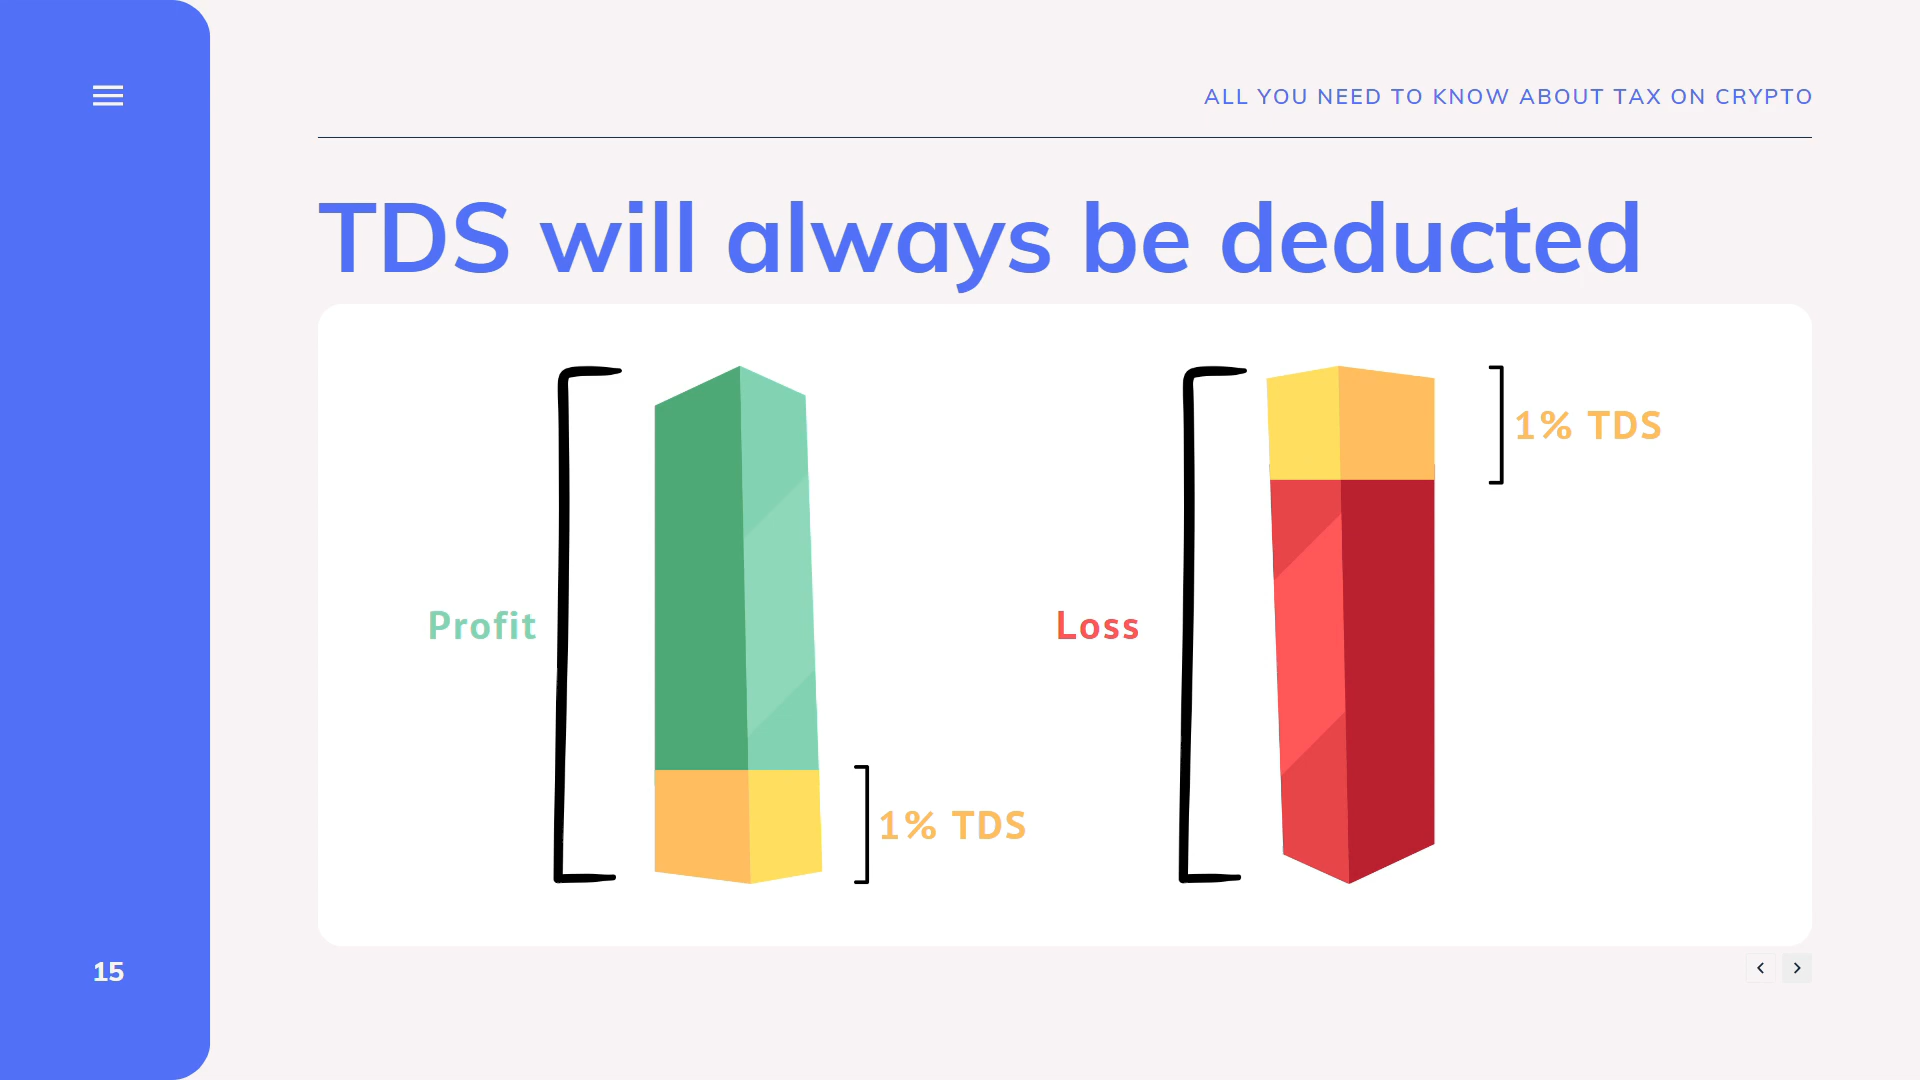 ALL YOU NEED TO KNOW ABOUT TAX ON CRYPTO
TDS will always be deducted
1% TDS
Profit
Loss
1% TDS
15